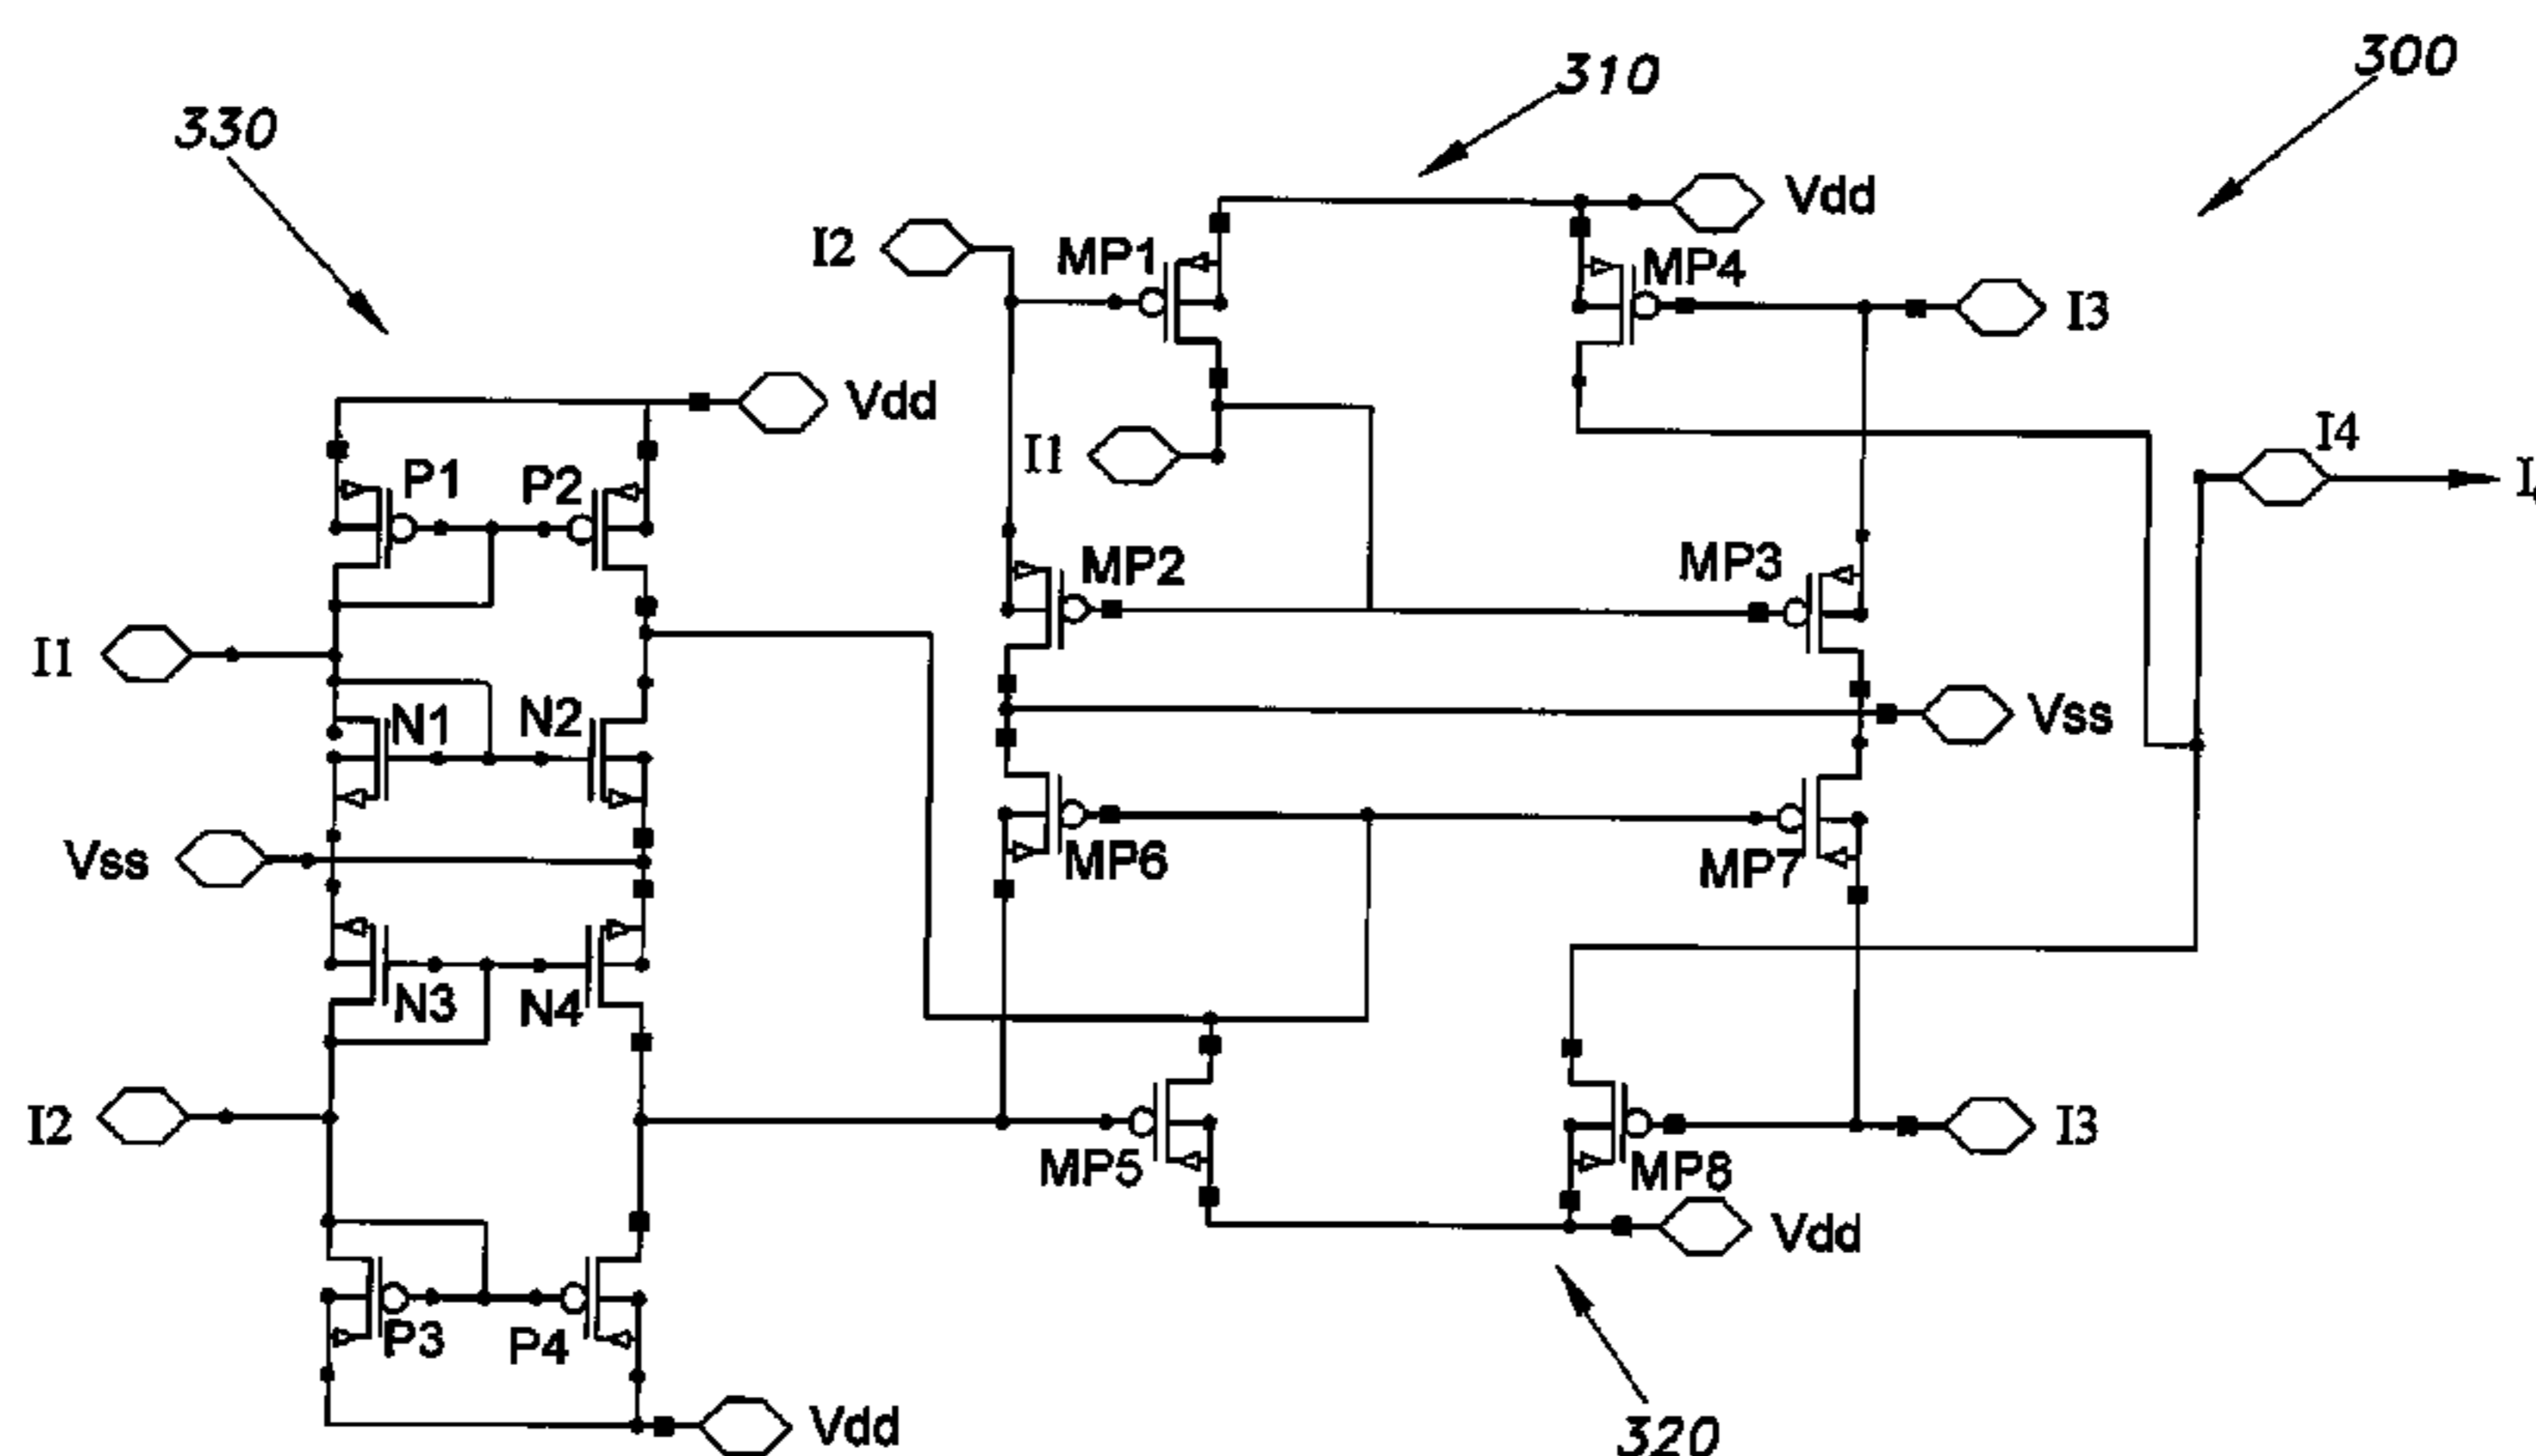 300
310
330
Vdd
I2
MP1
MP4
I3
Vdd
I4
P1
P2
I1
MP2
MP3
I1
N1
N2
Vss
MP6
MP7
Vss
N3
N4
I2
MP5
MP8
I3
Vdd
P3
P4
Vdd
320